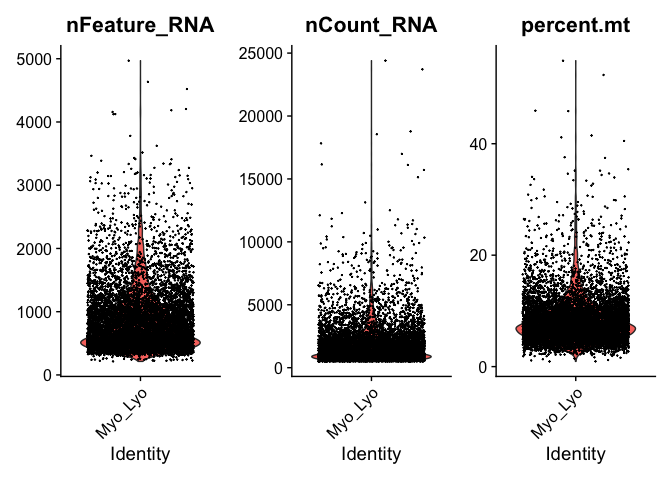 nFeature_RNA
5000
4000
3000
2000
1000
0
Myo_Lyo
Identity
nCount_RNA
25000
20000
15000
10000
5000
0
Myo_Lyo
Identity
percent.mt
40
20
0
Myo_Lyo
Identity